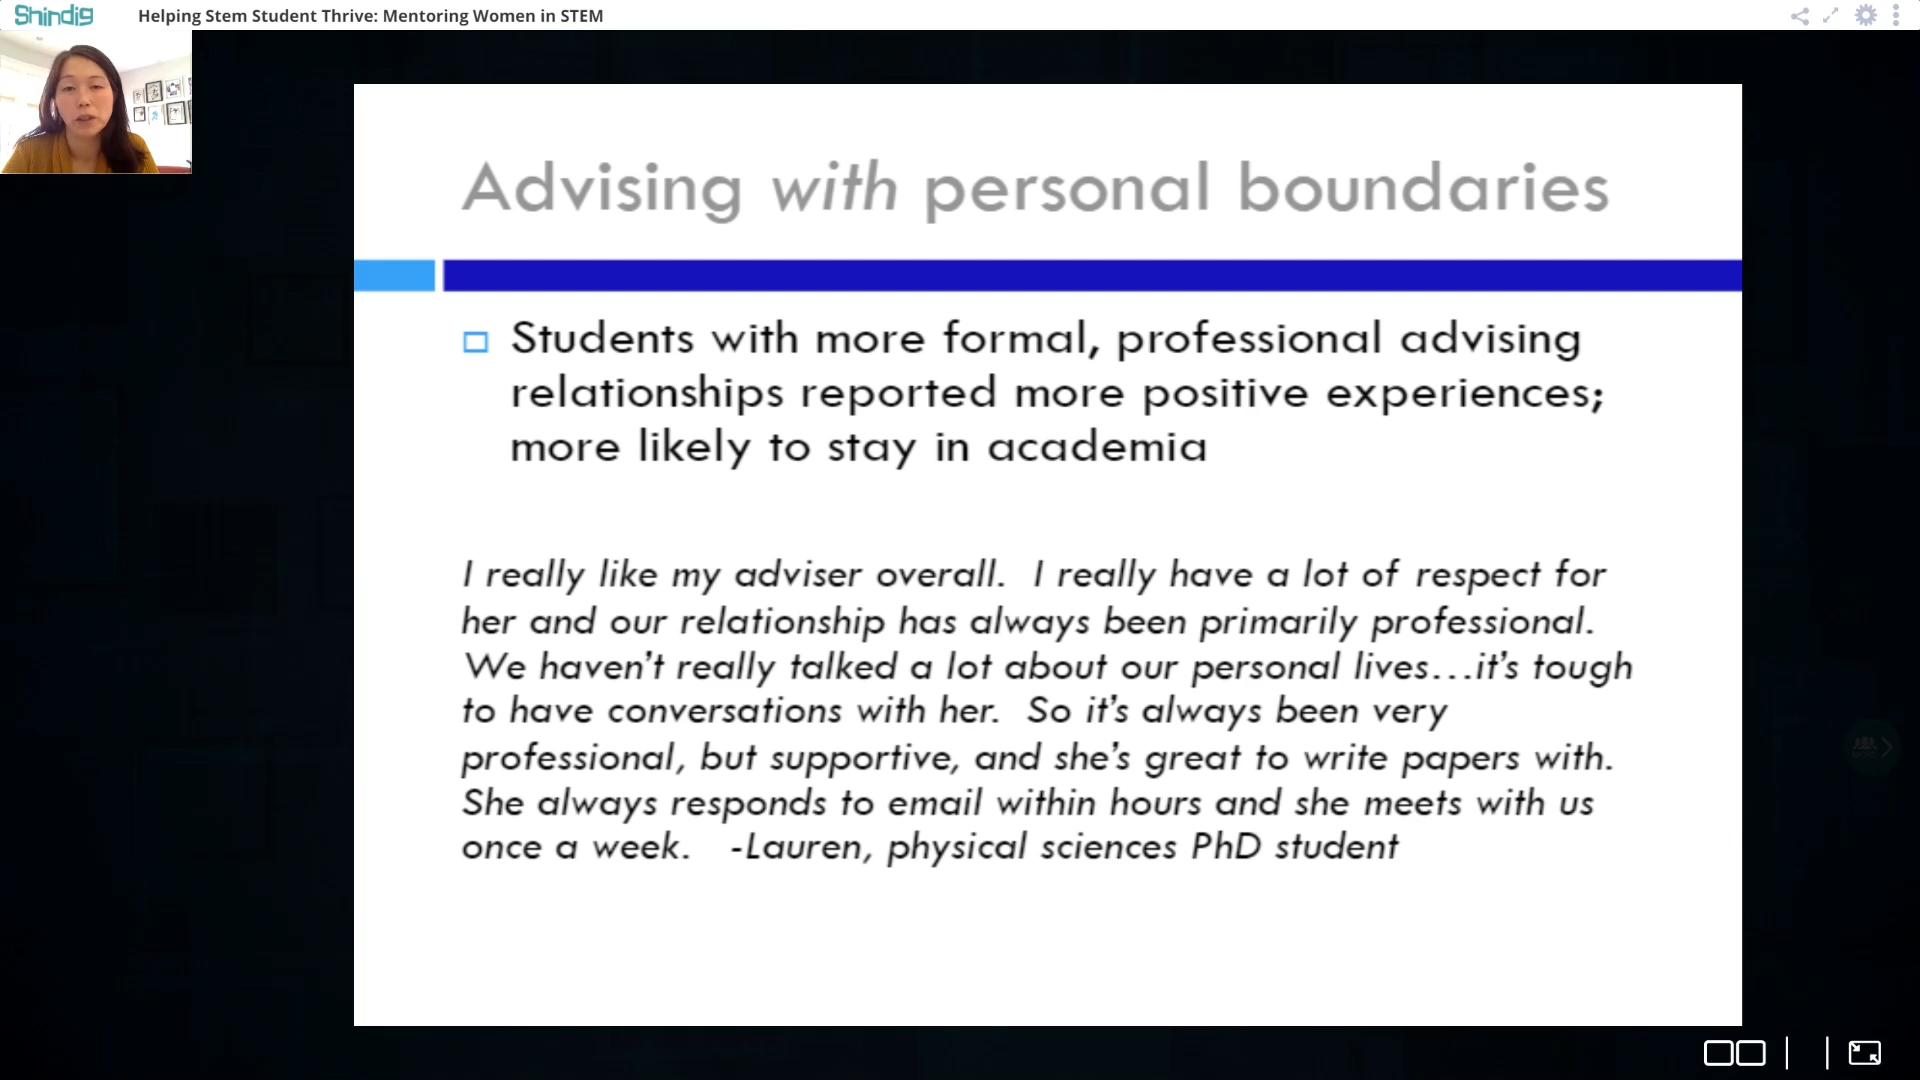 Shindig
Helping Stem Student Thrive: Mentoring Women in STEM
Advising with personal boundaries
Students with more formal, professional advising
relationships reported more positive experiences;
more likely to stay in academia
I really like my adviser overall.  I really have a lot of respect for
her and our relationship has always been primarily professional.
We haven’t really talked a lot about our personal lives…it’s tough
to have conversations with her.  So it’s always been very
professional, but supportive, and she’s great to write papers with.
She always responds to email within hours and she meets with us
once a week.   -Lauren, physical sciences PhD student